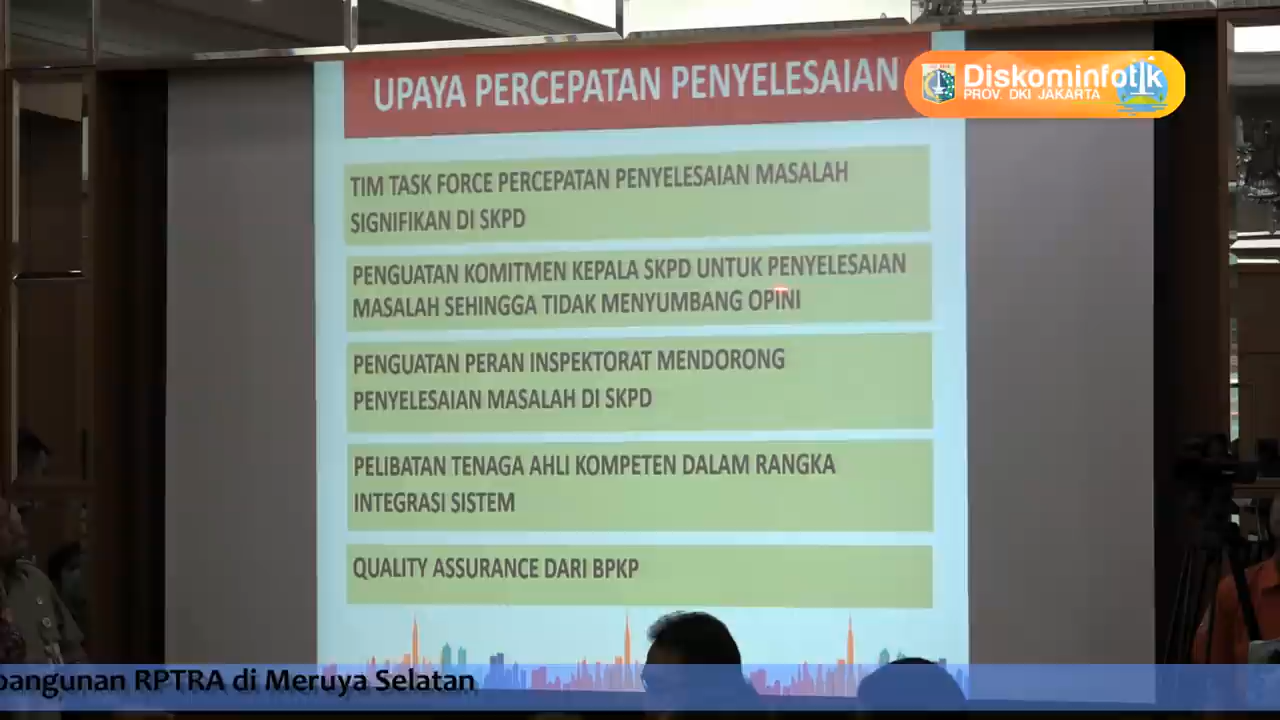 UPAYA PERCEPATAN PENYELESAIAN
Diskominfotik
PROV. DKI JAKARTA
TIM TASK FORCE PERCEPATAN PENYELESAIAN MASALAH
SIGNIFIKAN DI SKPD
PENGUATAN KOMITMEN KEPALA SKPD UNTUK PENYELESAIAN
MASALAH SEHINGGA TIDAK MENYUMBANG OPINI
PENGUATAN PERAN INSPEKTORAT MENDORONG
PENYELESAIAN MASALAH DI SKPD
PELIBATAN TENAGA AHLI KOMPETEN DALAM RANGKA
INTEGRASI SISTEM
QUALITY ASSURANCE DARI BPKP
RPTRA di Meruya Selatan